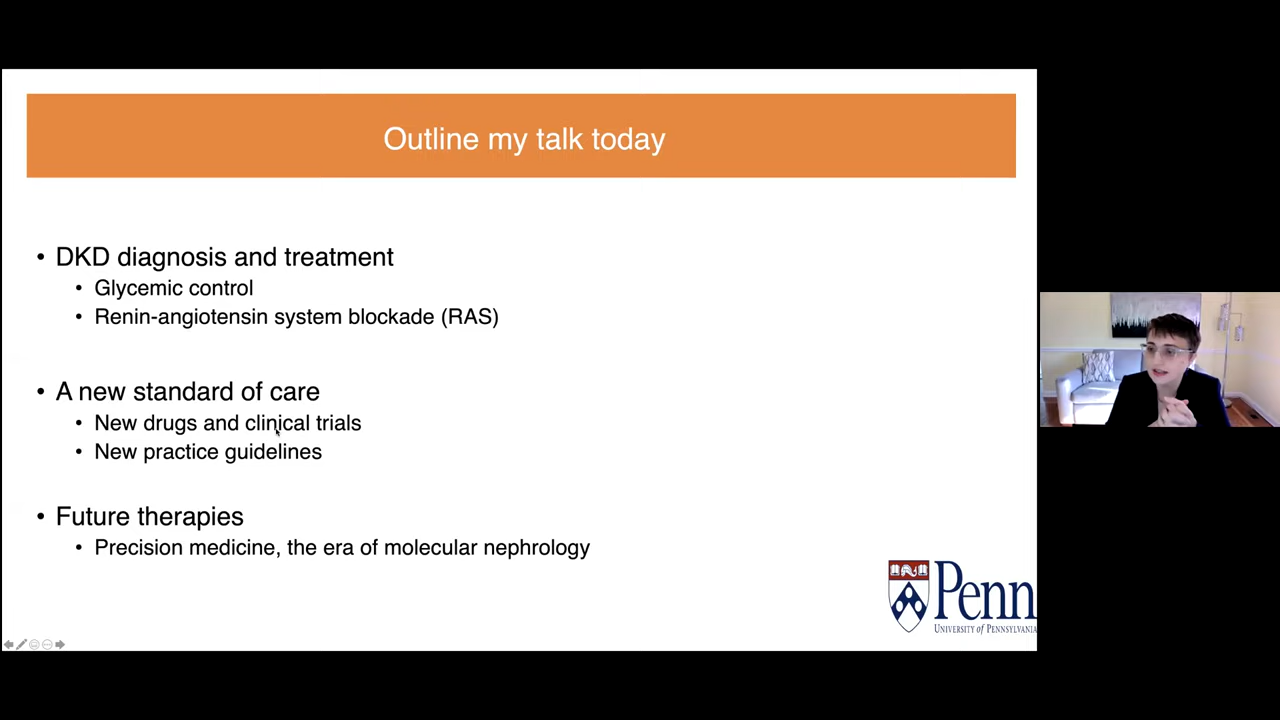 Outline my talk today
• DKD diagnosis and treatment
• Glycemic control
• Renin-angiotensin system blockade (RAS)
• A new standard of care
• New drugs and clinical trials
• New practice guidelines
• Future therapies
• Precision medicine, the era of molecular nephrology
Penn
UNIVERSITY of PENNSYLVANIA